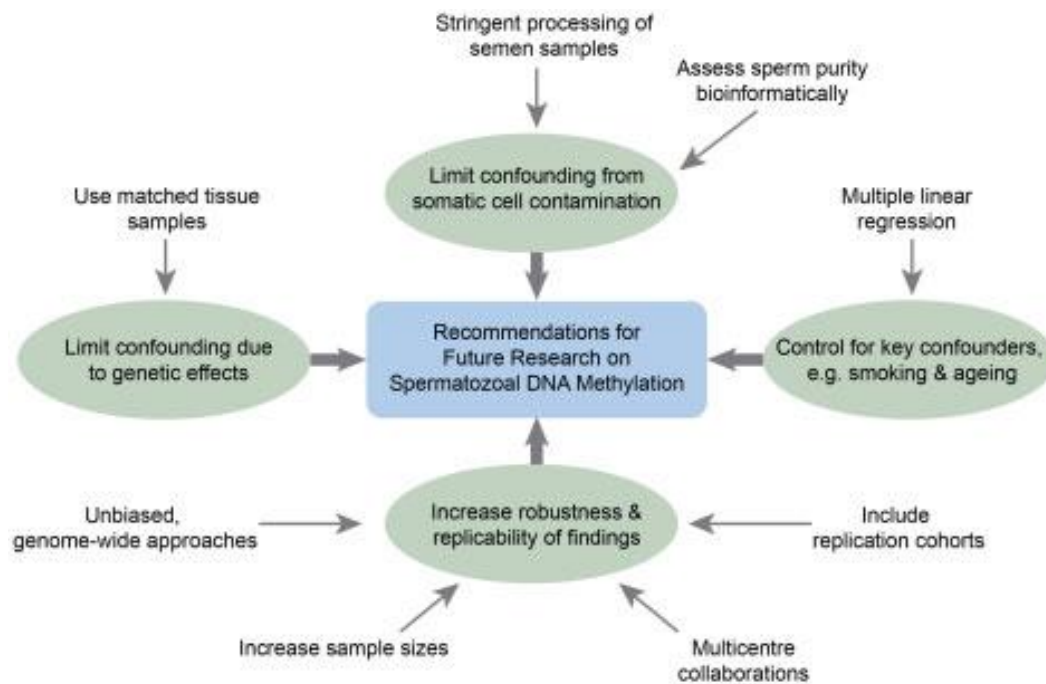 Stringent processing of
semen samples
Assess sperm purity
bioinformatically
Limit confounding from
somatic cell contamination
Use matched tissue
samples
Multiple linear
regression
Limit confounding due
to genetic effects
Recommendations for
Future Research on
Spermatozoal DNA Methylation
Control for key confounders,
e.g. smoking & ageing
Unbiased,
genome-wide approaches
Increase robustness &
replicability of findings
Include
replication cohorts
Increase sample sizes
Multicentre
collaborations